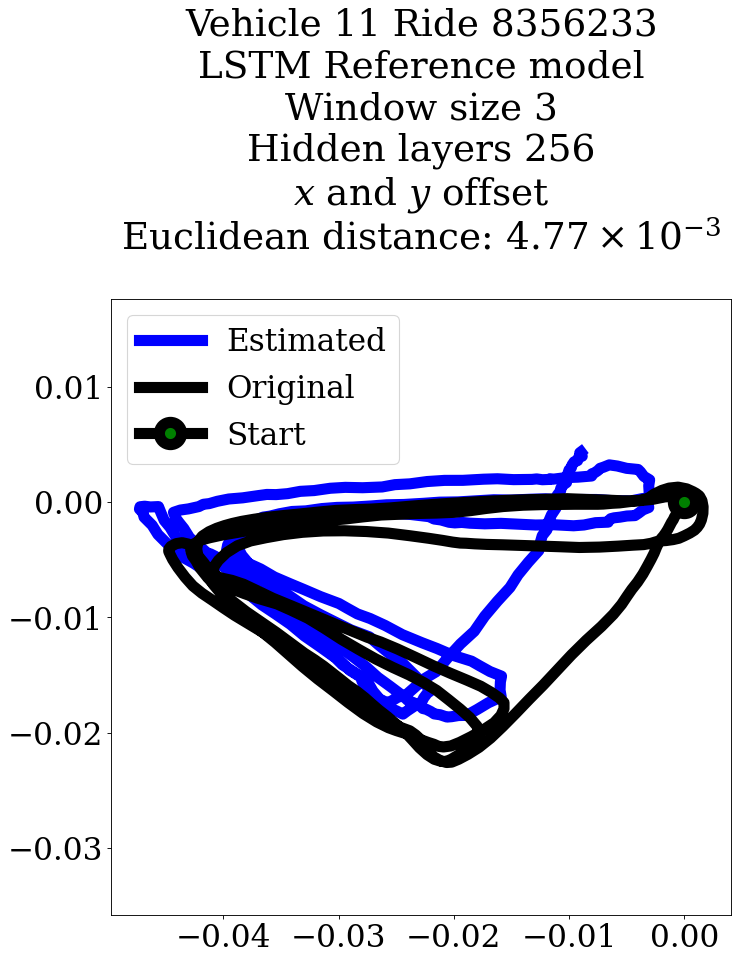 Vehicle 11 Ride 8356233
LSTM Reference model
Window size 3
Hidden layers 256
x and y offset
Euclidean distance: 4.77 × 10⁻³
Estimated
Original
Start
0.01
0.00
−0.01
−0.02
−0.03
−0.04 −0.03 −0.02 −0.01 0.00